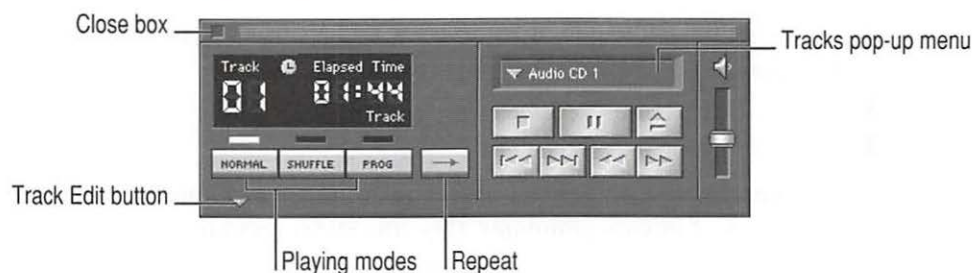 Close box
Tracks pop-up menu
Track Elapsed Time
01 01:44
Track
Audio CD 1
NORMAL SHUFFLE PROG
Track Edit button
Playing modes
Repeat